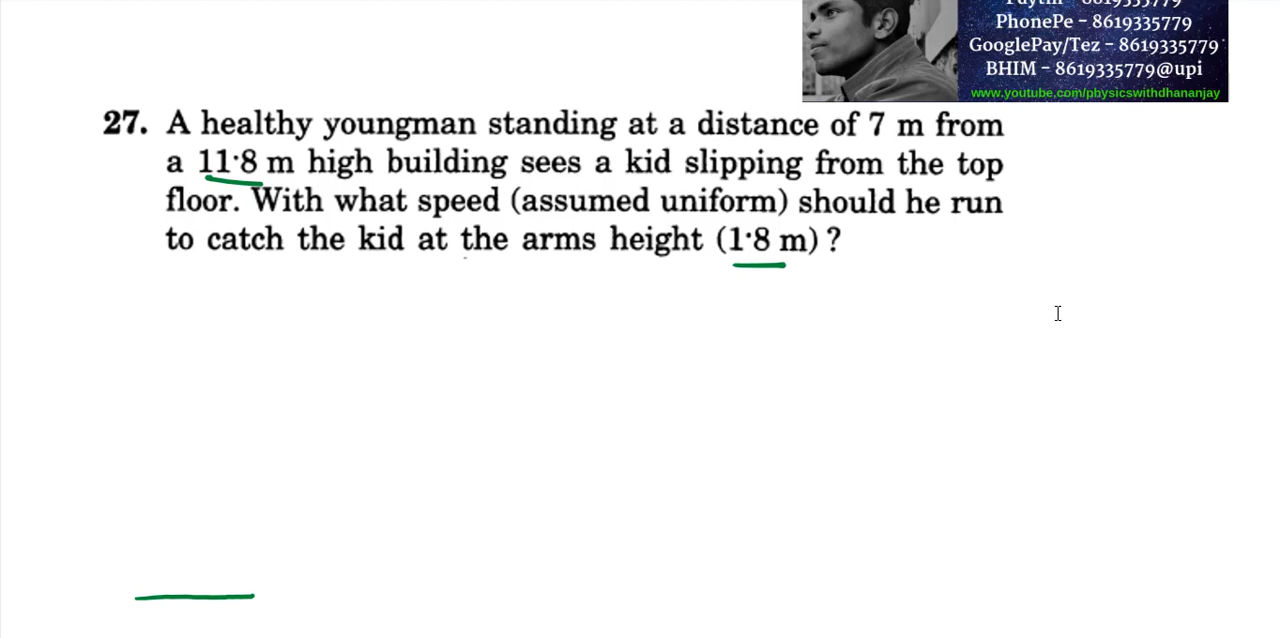 PhonePe - 8619335779
GooglePay/Tez - 8619335779
BHIM - 8619335779@upi
www.youtube.com/physicswithdhananjay
27. A healthy youngman standing at a distance of 7 m from
a 11·8 m high building sees a kid slipping from the top
floor. With what speed (assumed uniform) should he run
to catch the kid at the arms height (1·8 m) ?